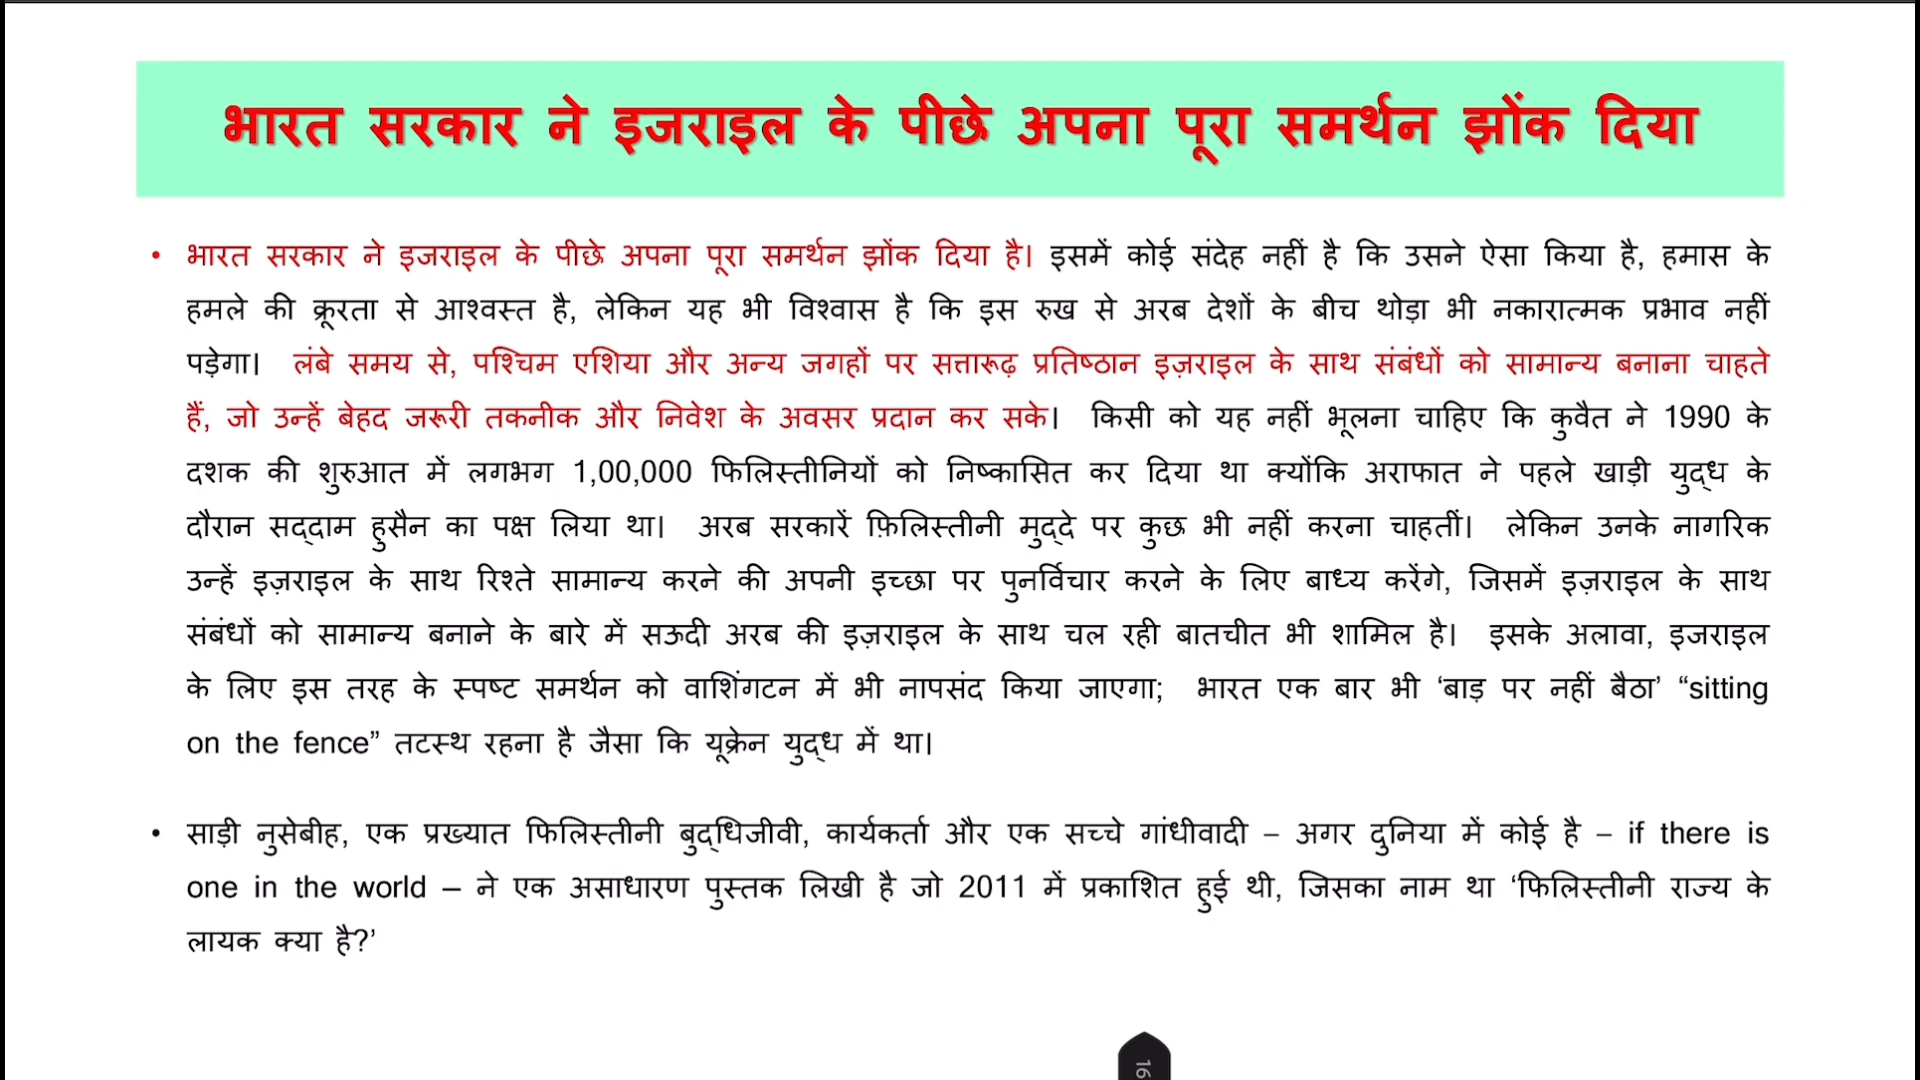 भारत सरकार ने इजराइल के पीछे अपना पूरा समर्थन झोंक दिया
• भारत सरकार ने इजराइल के पीछे अपना पूरा समर्थन झोंक दिया है। इसमें कोई संदेह नहीं है कि उसने ऐसा किया है, हमास के
हमले की क्रूरता से आश्वस्त है, लेकिन यह भी विश्वास है कि इस रुख से अरब देशों के बीच थोड़ा भी नकारात्मक प्रभाव नहीं
पड़ेगा। लंबे समय से, पश्चिम एशिया और अन्य जगहों पर सत्तारूढ़ प्रतिष्ठान इज़राइल के साथ संबंधों को सामान्य बनाना चाहते
हैं, जो उन्हें बेहद जरूरी तकनीक और निवेश के अवसर प्रदान कर सके। किसी को यह नहीं भूलना चाहिए कि कुवैत ने 1990 के
दशक की शुरुआत में लगभग 1,00,000 फिलिस्तीनियों को निष्कासित कर दिया था क्योंकि अराफात ने पहले खाड़ी युद्ध के
दौरान सद्दाम हुसैन का पक्ष लिया था। अरब सरकारें फ़िलिस्तीनी मुद्दे पर कुछ भी नहीं करना चाहतीं। लेकिन उनके नागरिक
उन्हें इज़राइल के साथ रिश्ते सामान्य करने की अपनी इच्छा पर पुनर्विचार करने के लिए बाध्य करेंगे, जिसमें इज़राइल के साथ
संबंधों को सामान्य बनाने के बारे में सऊदी अरब की इज़राइल के साथ चल रही बातचीत भी शामिल है। इसके अलावा, इजराइल
के लिए इस तरह के स्पष्ट समर्थन को वाशिंगटन में भी नापसंद किया जाएगा; भारत एक बार भी ‘बाड़ पर नहीं बैठा’ “sitting
on the fence” तटस्थ रहना है जैसा कि यूक्रेन युद्ध में था।
• साड़ी नुसेबीह, एक प्रख्यात फिलिस्तीनी बुद्धिजीवी, कार्यकर्ता और एक सच्चे गांधीवादी – अगर दुनिया में कोई है – if there is
one in the world – ने एक असाधारण पुस्तक लिखी है जो 2011 में प्रकाशित हुई थी, जिसका नाम था ‘फिलिस्तीनी राज्य के
लायक क्या है?’
16